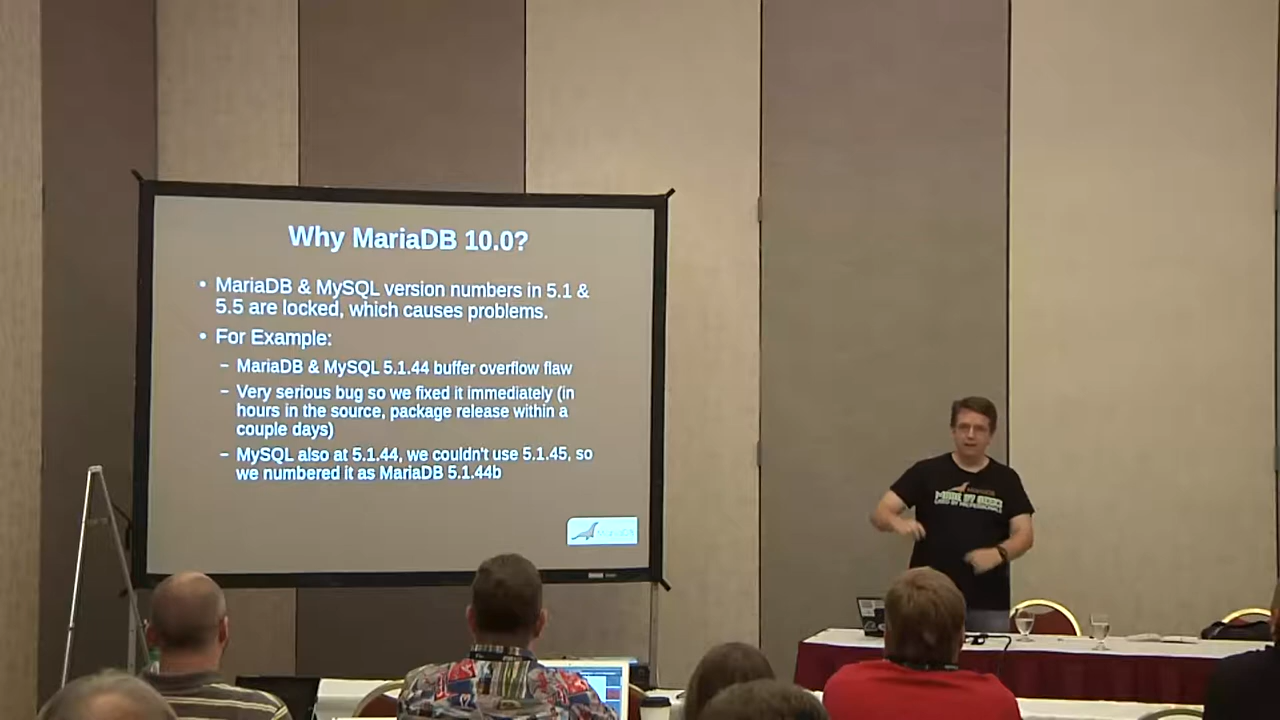 Why MariaDB 10.0?
• MariaDB & MySQL version numbers in 5.1 &
5.5 are locked, which causes problems.
• For Example:
– MariaDB & MySQL 5.1.44 buffer overflow flaw
– Very serious bug so we fixed it immediately (in
hours in the source, package release within a
couple days)
– MySQL also at 5.1.44, we couldn't use 5.1.45, so
we numbered it as MariaDB 5.1.44b
MariaDB